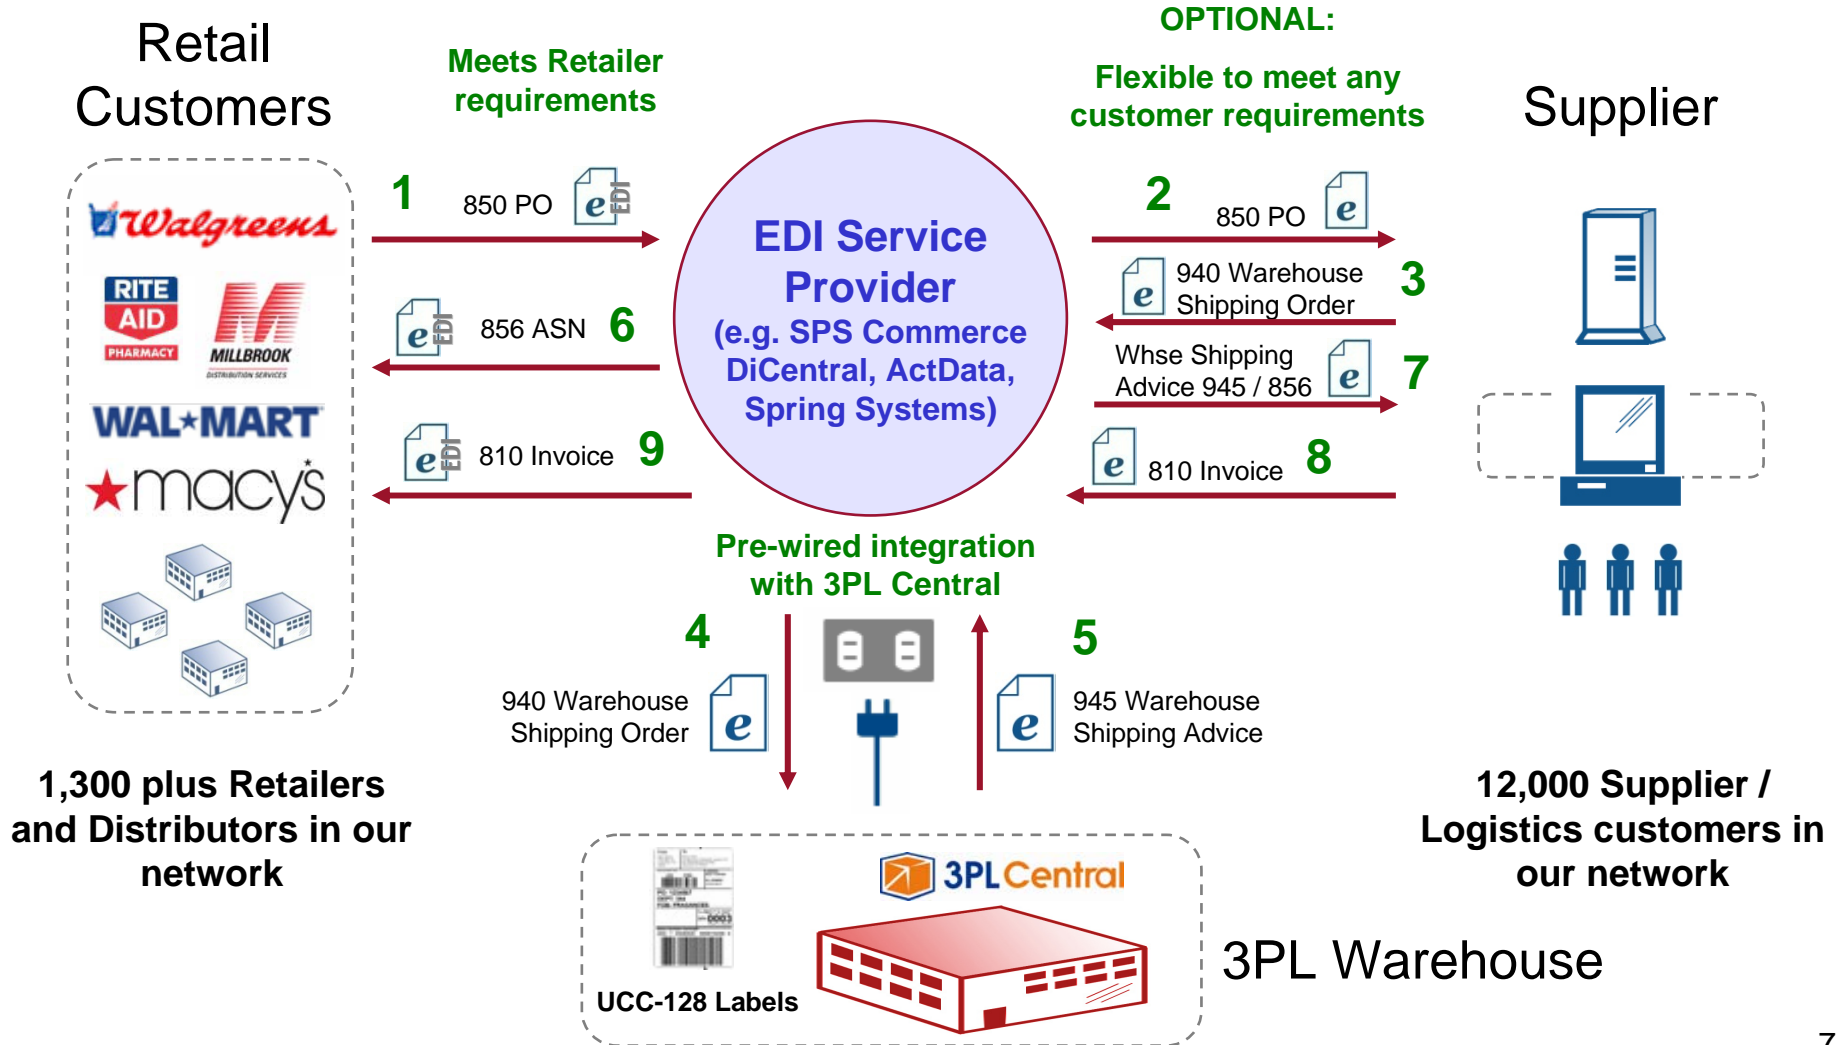 Retail
Customers
Meets Retailer
requirements
OPTIONAL:
Flexible to meet any
customer requirements
Supplier
Walgreens
RITE
AID
PHARMACY
MILLBROOK
DISTRIBUTION SERVICES
WAL★MART
★macy's
1
850 PO
e
EDI
6
856 ASN
e
EDI
9
810 Invoice
e
EDI
EDI Service
Provider
(e.g. SPS Commerce
DiCentral, ActData,
Spring Systems)
2
850 PO
e
3
940 Warehouse
Shipping Order
e
Whse Shipping
Advice 945 / 856
e
7
e
810 Invoice
8
Pre-wired integration
with 3PL Central
4
940 Warehouse
Shipping Order
e
5
945 Warehouse
Shipping Advice
e
1,300 plus Retailers
and Distributors in our
network
12,000 Supplier /
Logistics customers in
our network
3PL Central
0003
UCC-128 Labels
3PL Warehouse
7